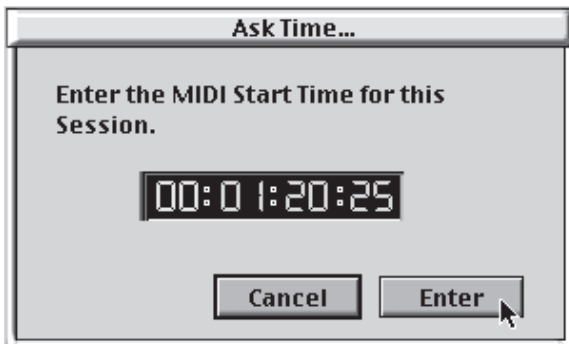 Ask Time...
Enter the MIDI Start Time for this
Session.
00:01:20:25
Cancel Enter